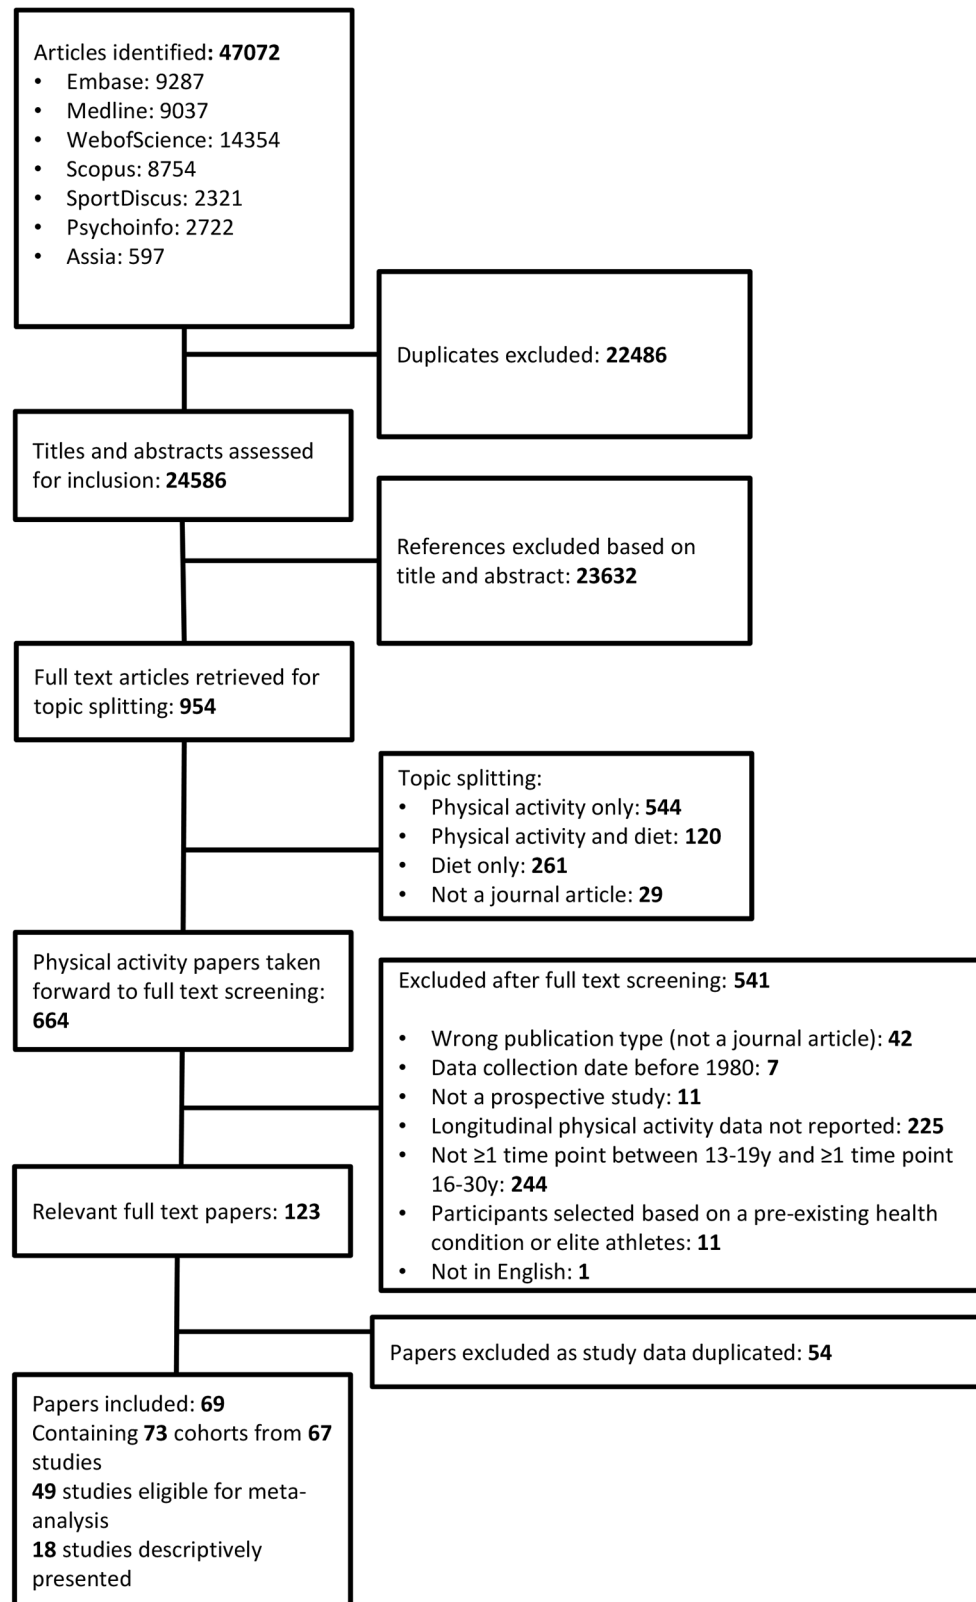 Articles identified: 47072
• Embase: 9287
• Medline: 9037
• WebofScience: 14354
• Scopus: 8754
• SportDiscus: 2321
• Psychoinfo: 2722
• Assia: 597
Duplicates excluded: 22486
Titles and abstracts assessed
for inclusion: 24586
References excluded based on
title and abstract: 23632
Full text articles retrieved for
topic splitting: 954
Topic splitting:
• Physical activity only: 544
• Physical activity and diet: 120
• Diet only: 261
• Not a journal article: 29
Physical activity papers taken
forward to full text screening:
664
Excluded after full text screening: 541
• Wrong publication type (not a journal article): 42
• Data collection date before 1980: 7
• Not a prospective study: 11
• Longitudinal physical activity data not reported: 225
• Not ≥1 time point between 13-19y and ≥1 time point
16-30y: 244
• Participants selected based on a pre-existing health
condition or elite athletes: 11
• Not in English: 1
Relevant full text papers: 123
Papers excluded as study data duplicated: 54
Papers included: 69
Containing 73 cohorts from 67
studies
49 studies eligible for meta-
analysis
18 studies descriptively
presented